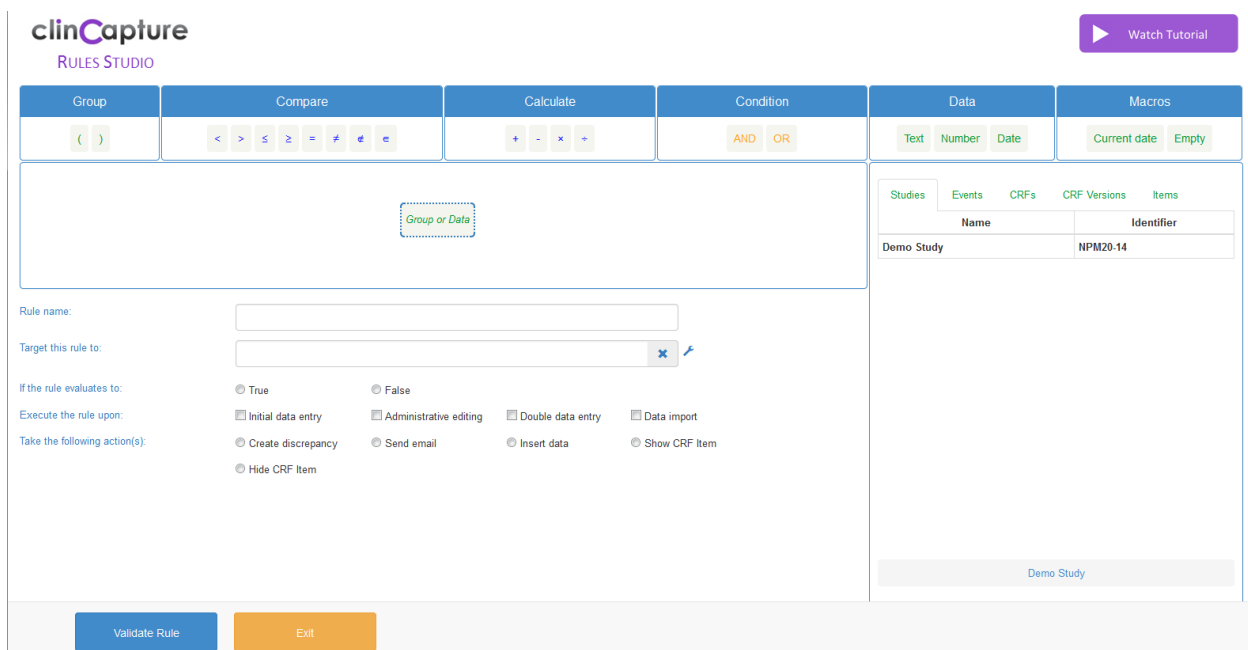 clinCapture
RULES STUDIO
Watch Tutorial
Group Compare Calculate Condition Data Macros
( ) < > ≤ ≥ = ≠ ∉ ∈ + - × ÷ AND OR Text Number Date Current date Empty
Group or Data
Studies Events CRFs CRF Versions Items
Name Identifier
Demo Study NPM20-14
Rule name:
Target this rule to:
If the rule evaluates to: True False
Execute the rule upon: Initial data entry Administrative editing Double data entry Data import
Take the following action(s): Create discrepancy Send email Insert data Show CRF Item
Hide CRF Item
Demo Study
Validate Rule Exit